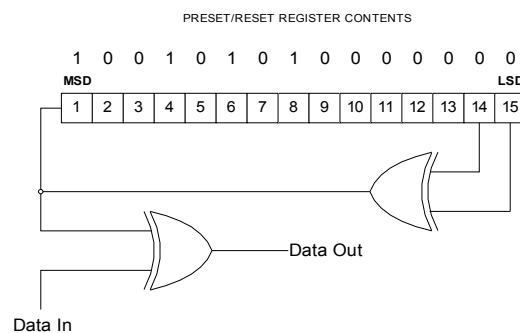 PRESET/RESET REGISTER CONTENTS
1 0 0 1 0 1 0 1 0 0 0 0 0 0 0
MSD LSD
1 2 3 4 5 6 7 8 9 10 11 12 13 14 15
Data Out
Data In